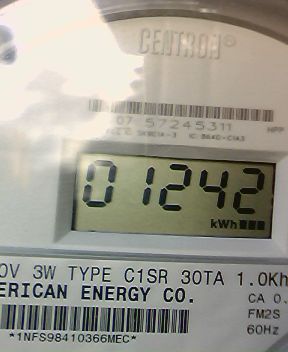 CENTRON®
07 57245311 HPP
01242
kWh
0V 3W TYPE C1SR 30TA 1.0Kh
ERICAN ENERGY CO. CA 0.
FM2S
60Hz
*1NFS98410366MEC*